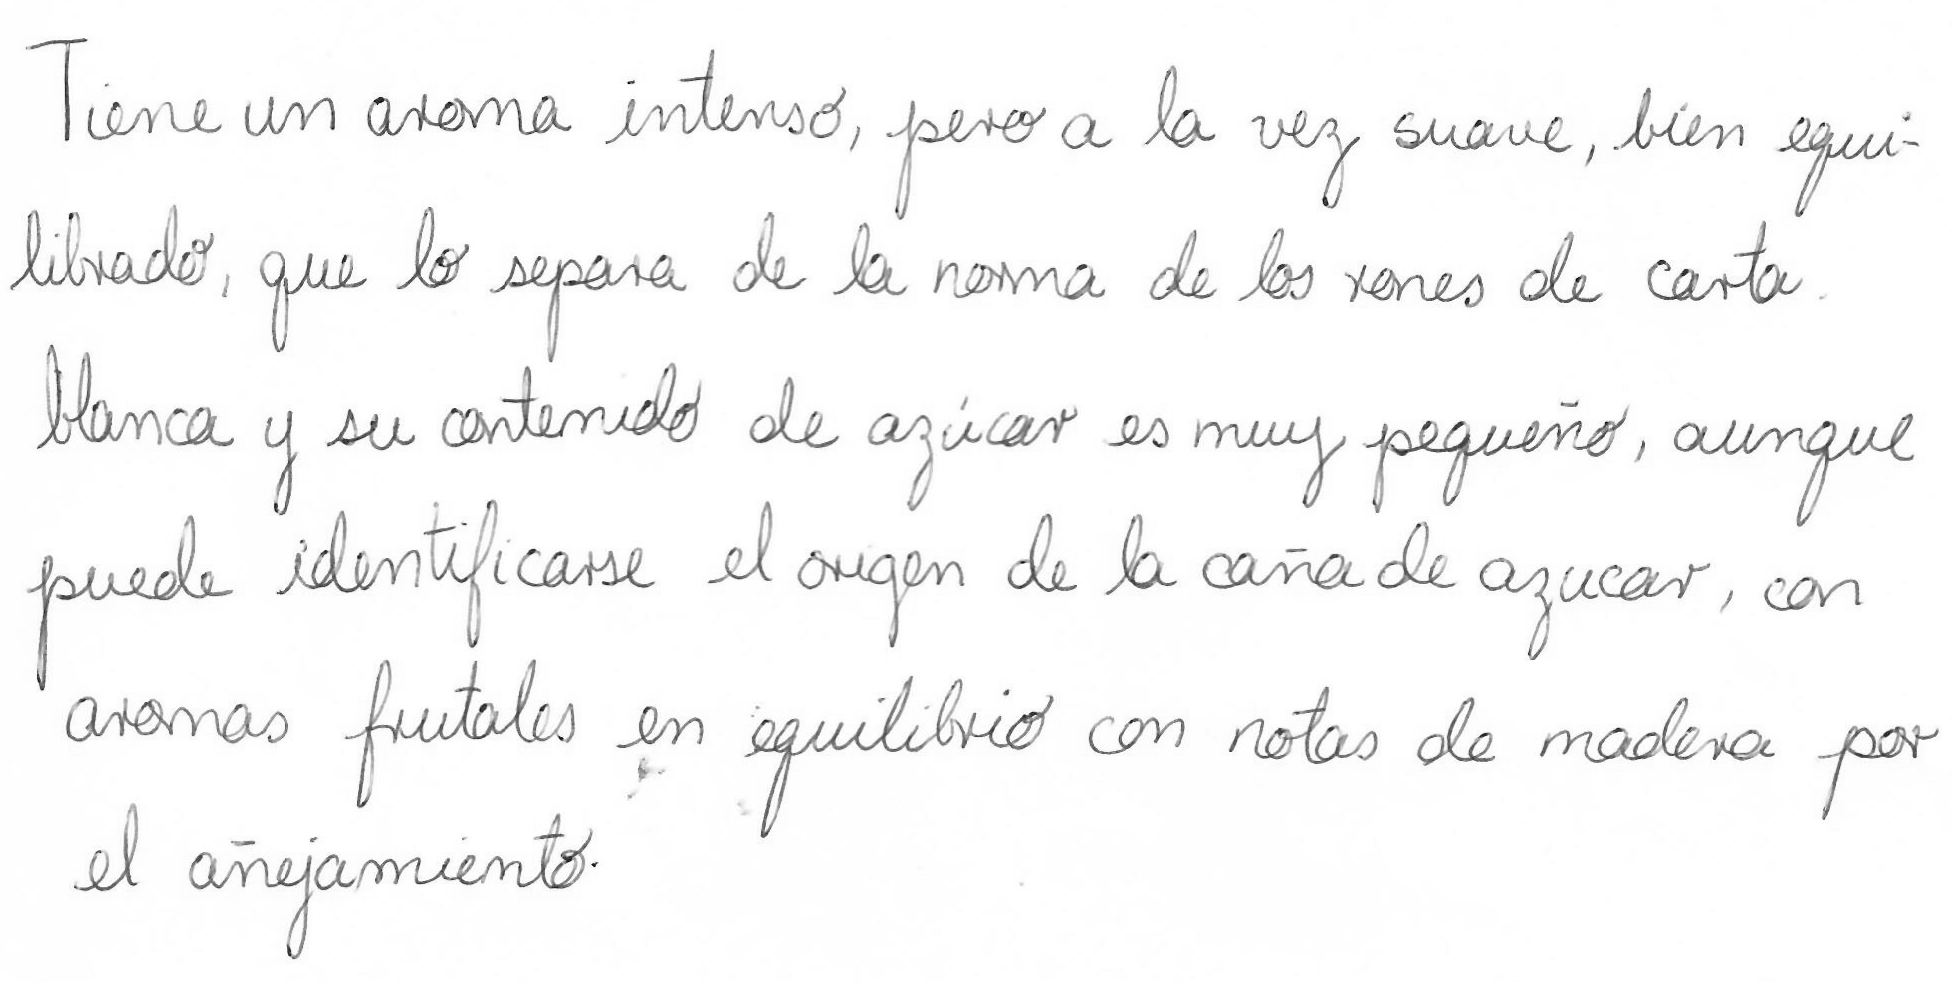 Tiene un aroma intenso, pero a la vez suave, bien equi-
librado, que lo separa de la norma de los rones de carta
blanca y su contenido de azúcar es muy pequeño, aunque
puede identificarse el origen de la caña de azucar, con
aromas frutales en equilibrio con notas de madera por
el añejamiento.